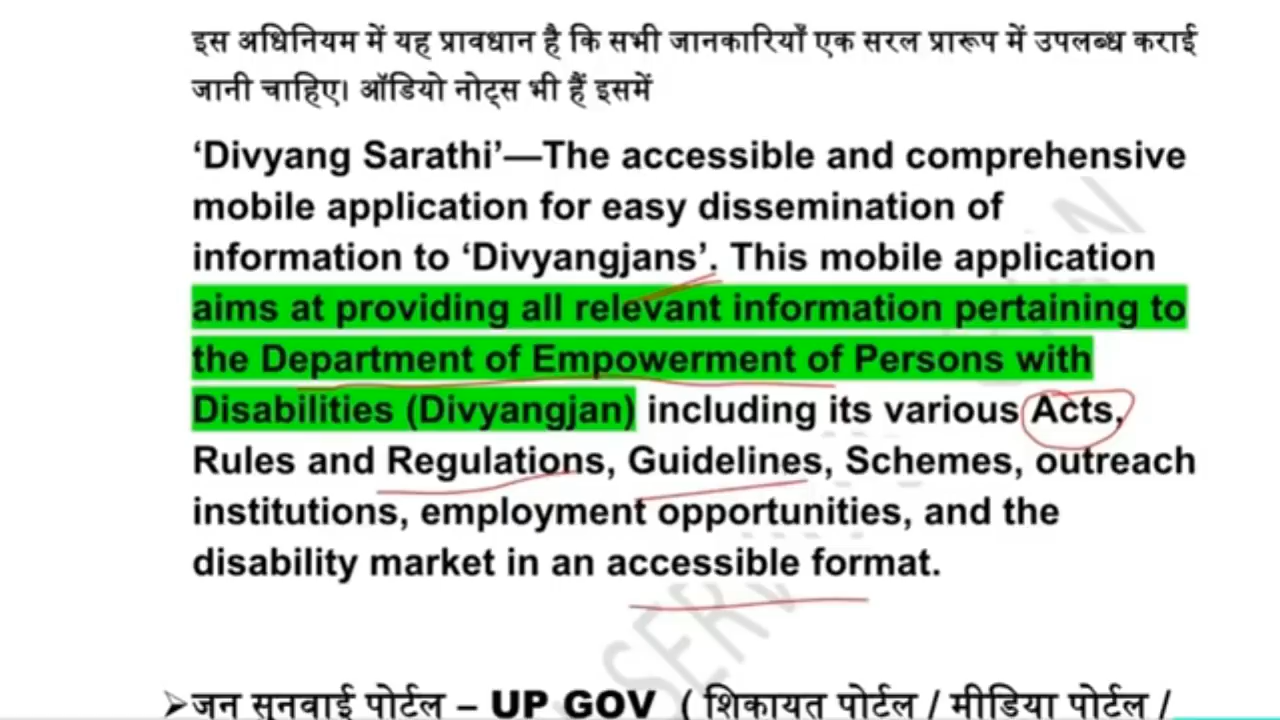 इस अधिनियम में यह प्रावधान है कि सभी जानकारियाँ एक सरल प्रारूप में उपलब्ध कराई
जानी चाहिए। ऑडियो नोट्स भी हैं इसमें
‘Divyang Sarathi’—The accessible and comprehensive
mobile application for easy dissemination of
information to ‘Divyangjans’. This mobile application
aims at providing all relevant information pertaining to
the Department of Empowerment of Persons with
Disabilities (Divyangjan) including its various Acts,
Rules and Regulations, Guidelines, Schemes, outreach
institutions, employment opportunities, and the
disability market in an accessible format.
➢जन सुनवाई पोर्टल – UP GOV ( शिकायत पोर्टल / मीडिया पोर्टल /